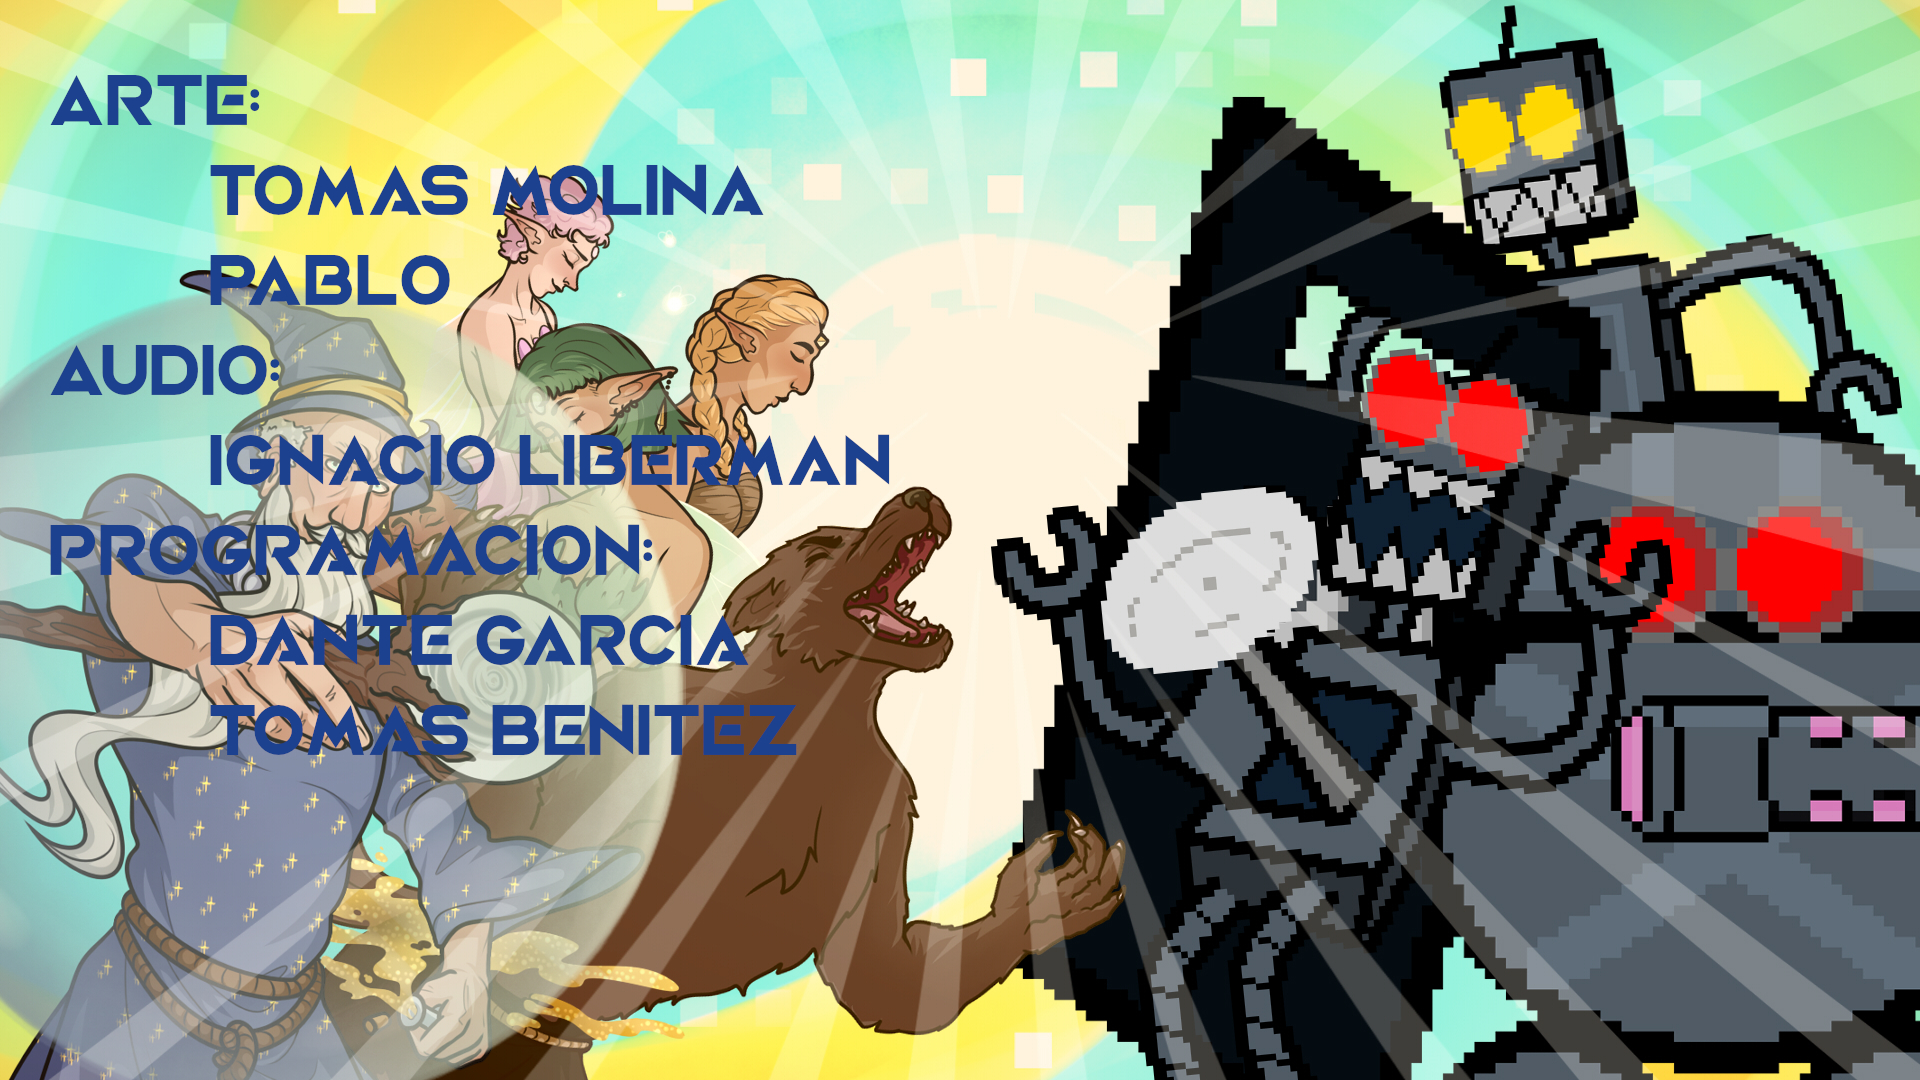 ARTE:
TOMAS MOLINA
PABLO
AUDIO:
IGNACIO LIBERMAN
PROGRAMACION:
DANTE GARCIA
TOMAS BENITEZ